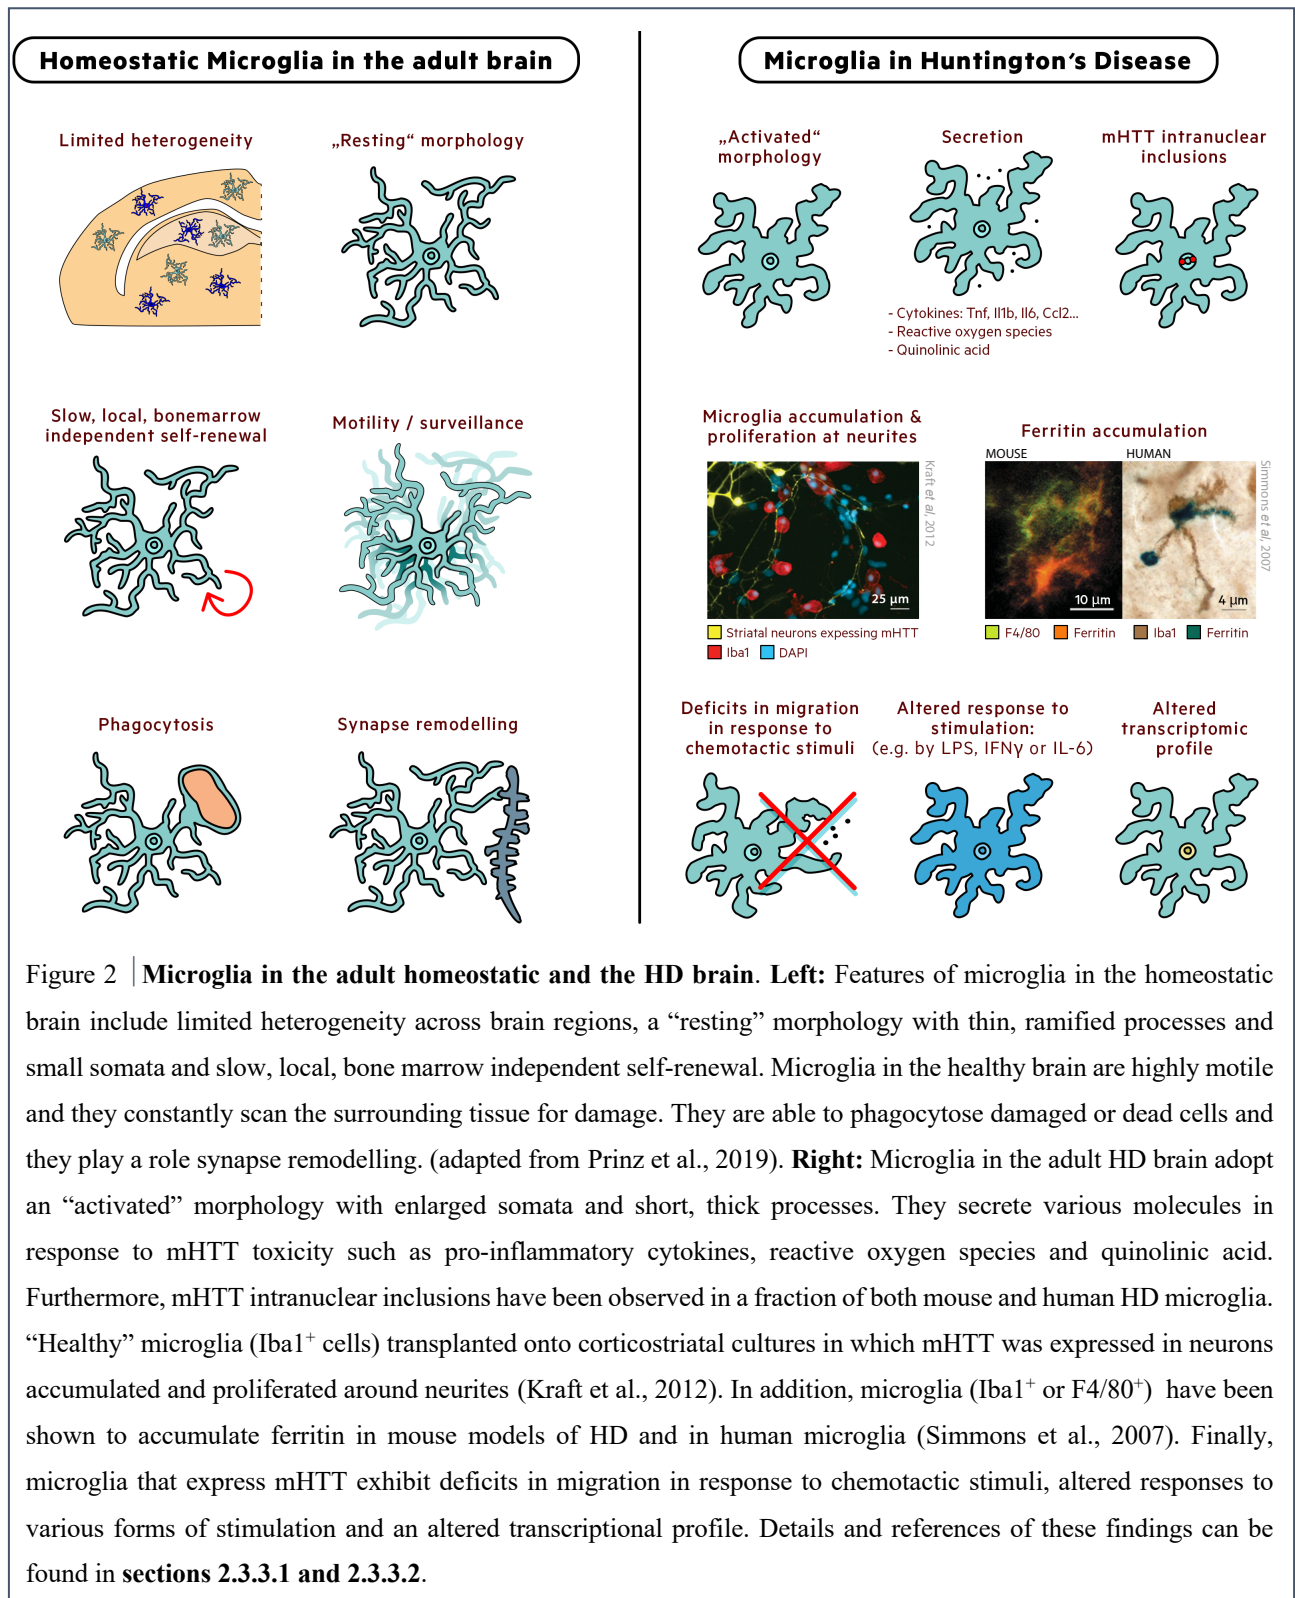 Homeostatic Microglia in the adult brain
Limited heterogeneity
„Resting“ morphology
Slow, local, bonemarrow
independent self-renewal
Motility / surveillance
Phagocytosis
Synapse remodelling
Microglia in Huntington's Disease
„Activated“
morphology
Secretion
- Cytokines: Tnf, Il1b, Il6, Ccl2...
- Reactive oxygen species
- Quinolinic acid
mHTT intranuclear
inclusions
Microglia accumulation &
proliferation at neurites
Kraft et al, 2012
25 µm
Striatal neurons expessing mHTT
Iba1
DAPI
Ferritin accumulation
MOUSE
HUMAN
Simmons et al, 2007
10 µm
4 µm
F4/80
Ferritin
Iba1
Ferritin
Deficits in migration
in response to
chemotactic stimuli
Altered response to
stimulation:
(e.g. by LPS, IFNγ or IL-6)
Altered
transcriptomic
profile
Figure 2 | Microglia in the adult homeostatic and the HD brain. Left: Features of microglia in the homeostatic
brain include limited heterogeneity across brain regions, a “resting” morphology with thin, ramified processes and
small somata and slow, local, bone marrow independent self-renewal. Microglia in the healthy brain are highly motile
and they constantly scan the surrounding tissue for damage. They are able to phagocytose damaged or dead cells and
they play a role synapse remodelling. (adapted from Prinz et al., 2019). Right: Microglia in the adult HD brain adopt
an “activated” morphology with enlarged somata and short, thick processes. They secrete various molecules in
response to mHTT toxicity such as pro-inflammatory cytokines, reactive oxygen species and quinolinic acid.
Furthermore, mHTT intranuclear inclusions have been observed in a fraction of both mouse and human HD microglia.
“Healthy” microglia (Iba1⁺ cells) transplanted onto corticostriatal cultures in which mHTT was expressed in neurons
accumulated and proliferated around neurites (Kraft et al., 2012). In addition, microglia (Iba1⁺ or F4/80⁺) have been
shown to accumulate ferritin in mouse models of HD and in human microglia (Simmons et al., 2007). Finally,
microglia that express mHTT exhibit deficits in migration in response to chemotactic stimuli, altered responses to
various forms of stimulation and an altered transcriptional profile. Details and references of these findings can be
found in sections 2.3.3.1 and 2.3.3.2.